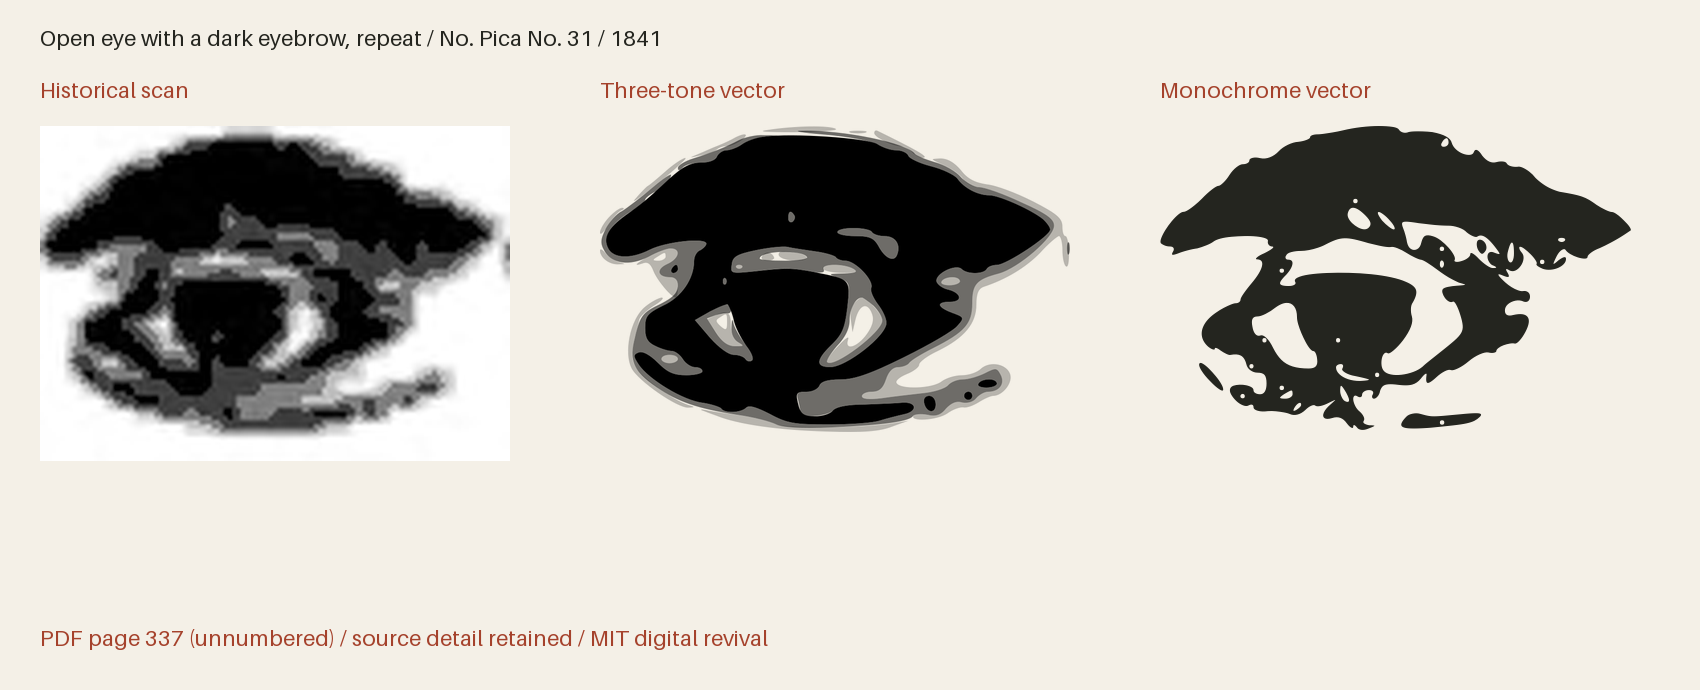 Open eye with a dark eyebrow, repeat / No. Pica No. 31 / 1841
Historical scan
Three-tone vector
Monochrome vector
PDF page 337 (unnumbered) / source detail retained / MIT digital revival